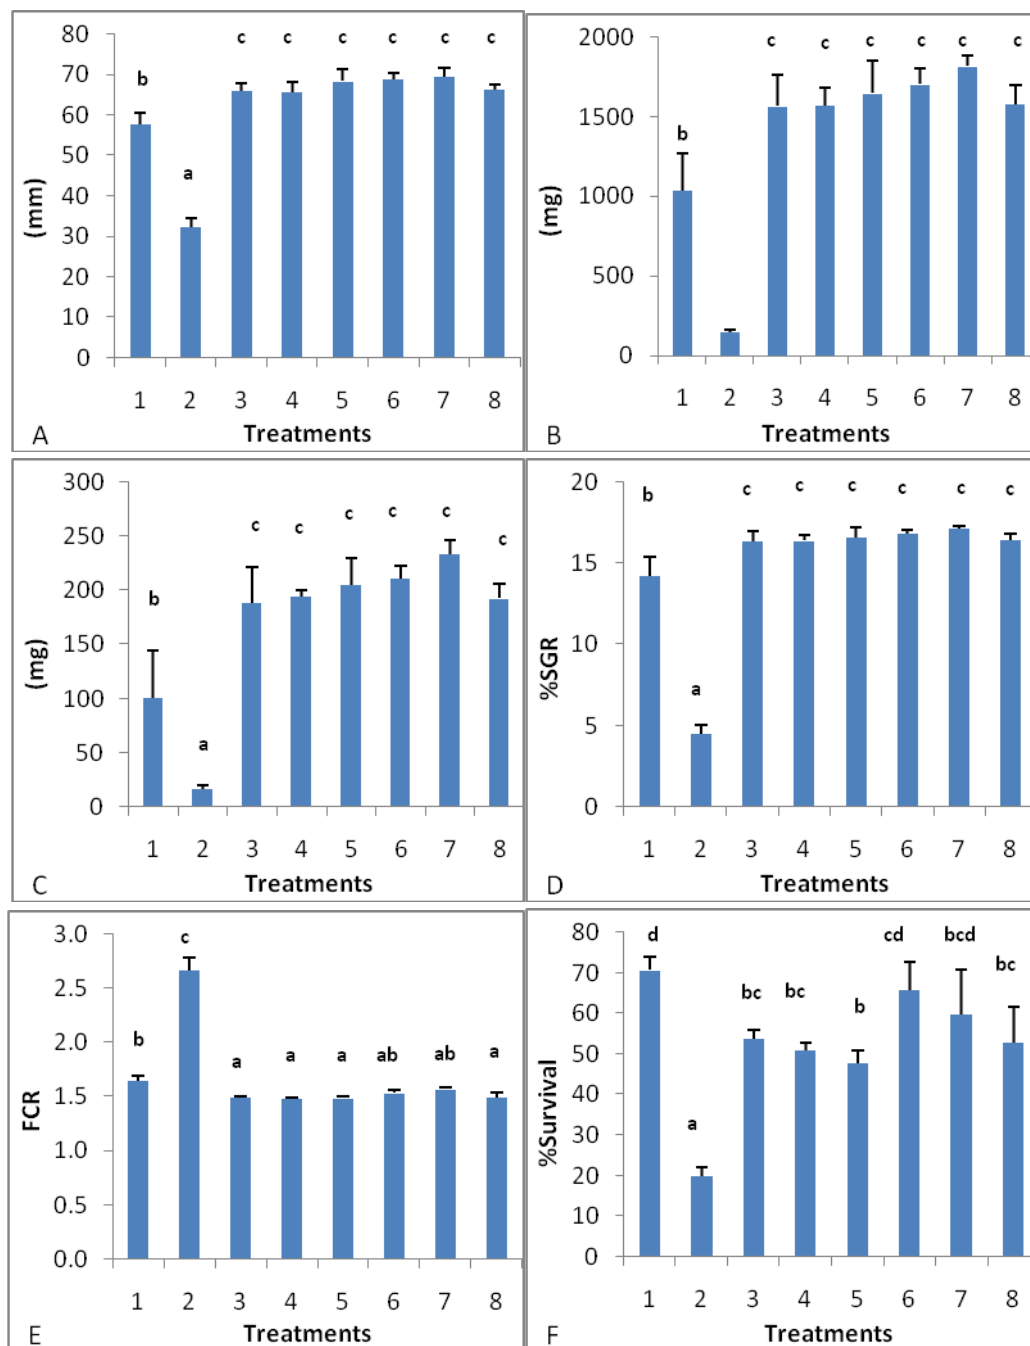 80
70
60
50
40
30
20
10
0
(mm)
b a c c c c c c
1 2 3 4 5 6 7 8
Treatments
A
2000
1500
1000
500
0
(mg)
b c c c c c c
1 2 3 4 5 6 7 8
Treatments
B
300
250
200
150
100
50
0
(mg)
b a c c c c c c
1 2 3 4 5 6 7 8
Treatments
C
20
15
10
5
0
%SGR
b a c c c c c c
1 2 3 4 5 6 7 8
Treatments
D
3.0
2.5
2.0
1.5
1.0
0.5
0.0
FCR
b c a a a ab ab a
1 2 3 4 5 6 7 8
Treatments
E
80
70
60
50
40
30
20
10
0
%Survival
d a bc bc b cd bcd bc
1 2 3 4 5 6 7 8
Treatments
F